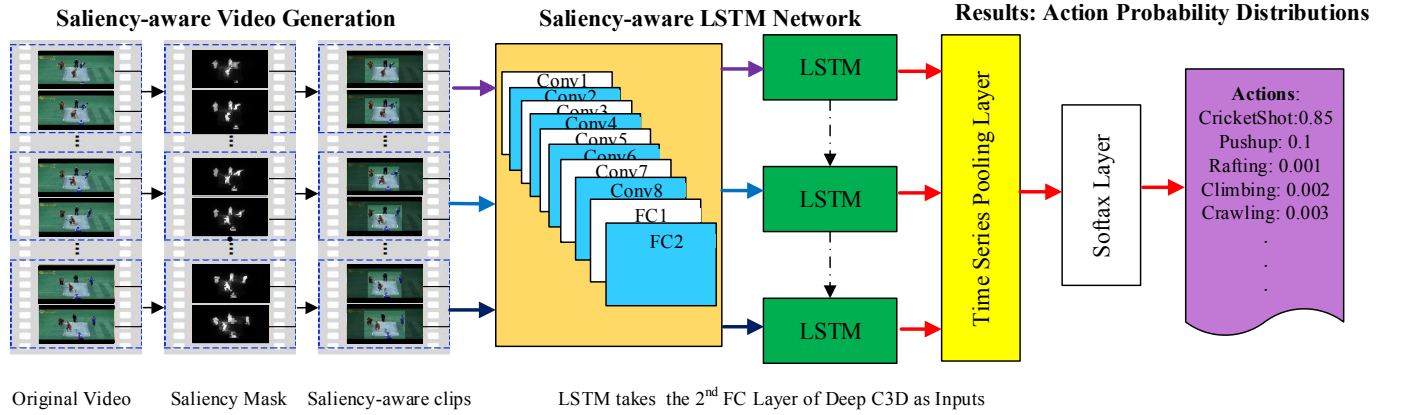 Saliency-aware Video Generation
Saliency-aware LSTM Network
Results: Action Probability Distributions
Conv1
Conv2
Conv3
Conv4
Conv5
Conv6
Conv7
Conv8
FC1
FC2
LSTM
LSTM
LSTM
Time Series Pooling Layer
Softax Layer
Actions:
CricketShot:0.85
Pushup: 0.1
Rafting: 0.001
Climbing: 0.002
Crawling: 0.003
.
.
.
Original Video
Saliency Mask
Saliency-aware clips
LSTM takes the 2nd FC Layer of Deep C3D as Inputs